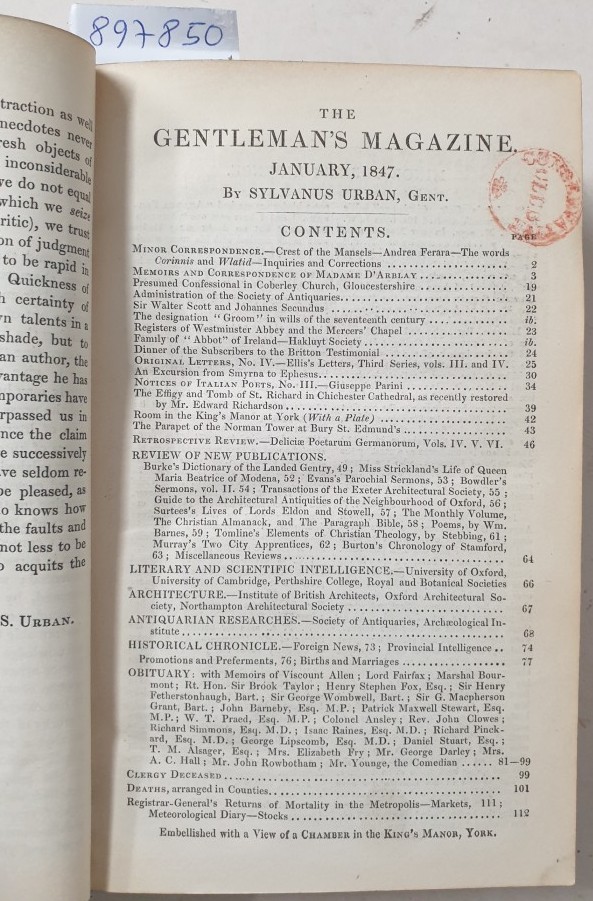 897850
traction as well
necdotes never
resh objects of
inconsiderable
we do not equal
which we seize
ritic), we trust
on of judgment
to be rapid in
Quickness of
h certainty of
wn talents in a
shade, but to
an author, the
vantage he has
mporaries have
rpassed us in
nce the claim
e successively
ave seldom re-
be pleased, as
o knows how
the faults and
not less to be
o acquits the
S. URBAN.
THE
GENTLEMAN'S MAGAZINE.
JANUARY, 1847.
BY SYLVANUS URBAN, GENT.
CONTENTS.
PAGE
MINOR CORRESPONDENCE.—Crest of the Mansels—Andrea Ferara—The words
Corinnis and Wlatid—Inquiries and Corrections .................... 2
MEMOIRS AND CORRESPONDENCE OF MADAME D'ARBLAY ............... 3
Presumed Confessional in Coberley Church, Gloucestershire .............. 19
Administration of the Society of Antiquaries............................ 21
Sir Walter Scott and Johannes Secundus .............................. 22
The designation "Groom" in wills of the seventeenth century ............. ib.
Registers of Westminster Abbey and the Mercers' Chapel ................ 23
Family of "Abbot" of Ireland—Hakluyt Society ...................... ib.
Dinner of the Subscribers to the Britton Testimonial .................... 24
ORIGINAL LETTERS, No. IV.—Ellis's Letters, Third Series, vols. III. and IV. 25
An Excursion from Smyrna to Ephesus................................ 30
NOTICES OF ITALIAN POETS, No. III.—Giuseppe Parini .................. 34
The Effigy and Tomb of St. Richard in Chichester Cathedral, as recently restored
by Mr. Edward Richardson........................................ 39
Room in the King's Manor at York (With a Plate) ...................... 42
The Parapet of the Norman Tower at Bury St. Edmund's ................ 43
RETROSPECTIVE REVIEW.—Deliciæ Poetarum Germanorum, Vols. IV. V. VI. 46
REVIEW OF NEW PUBLICATIONS.
Burke's Dictionary of the Landed Gentry, 49; Miss Strickland's Life of Queen
Maria Beatrice of Modena, 52; Evans's Parochial Sermons, 53; Bowdler's
Sermons, vol. II. 54; Transactions of the Exeter Architectural Society, 55;
Guide to the Architectural Antiquities of the Neighbourhood of Oxford, 56;
Surtees's Lives of Lords Eldon and Stowell, 57; The Monthly Volume,
The Christian Almanack, and The Paragraph Bible, 58; Poems, by Wm.
Barnes, 59; Tomline's Elements of Christian Theology, by Stebbing, 61;
Murray's Two City Apprentices, 62; Burton's Chronology of Stamford,
63; Miscellaneous Reviews ...................................... 64
LITERARY AND SCIENTIFIC INTELLIGENCE.—University of Oxford,
University of Cambridge, Perthshire College, Royal and Botanical Societies 66
ARCHITECTURE.—Institute of British Architects, Oxford Architectural So-
ciety, Northampton Architectural Society ........................... 67
ANTIQUARIAN RESEARCHES.—Society of Antiquaries, Archæological In-
stitute........................................................ 68
HISTORICAL CHRONICLE.—Foreign News, 73; Provincial Intelligence .. 74
Promotions and Preferments, 76; Births and Marriages .................. 77
OBITUARY: with Memoirs of Viscount Allen; Lord Fairfax; Marshal Bour-
mont; Rt. Hon. Sir Brook Taylor; Henry Stephen Fox, Esq.; Sir Henry
Fetherstonhaugh, Bart.; Sir George Wombwell, Bart.; Sir G. Macpherson
Grant, Bart.; John Barneby, Esq. M.P.; Patrick Maxwell Stewart, Esq.
M.P.; W. T. Praed, Esq. M.P.; Colonel Ansley; Rev. John Clowes;
Richard Simmons, Esq. M.D.; Isaac Raines, Esq. M.D.; Richard Pinck-
ard, Esq. M.D.; George Lipscomb, Esq. M.D.; Daniel Stuart, Esq.;
T. M. Alsager, Esq.; Mrs. Elizabeth Fry; Mr. George Darley; Mrs.
A. C. Hall; Mr. John Rowbotham; Mr. Younge, the Comedian ...... 81—99
CLERGY DECEASED ................................................ 99
DEATHS, arranged in Counties....................................... 101
Registrar-General's Returns of Mortality in the Metropolis—Markets, 111;
Meteorological Diary—Stocks .................................... 112
Embellished with a View of a CHAMBER in the KING'S MANOR, YORK.